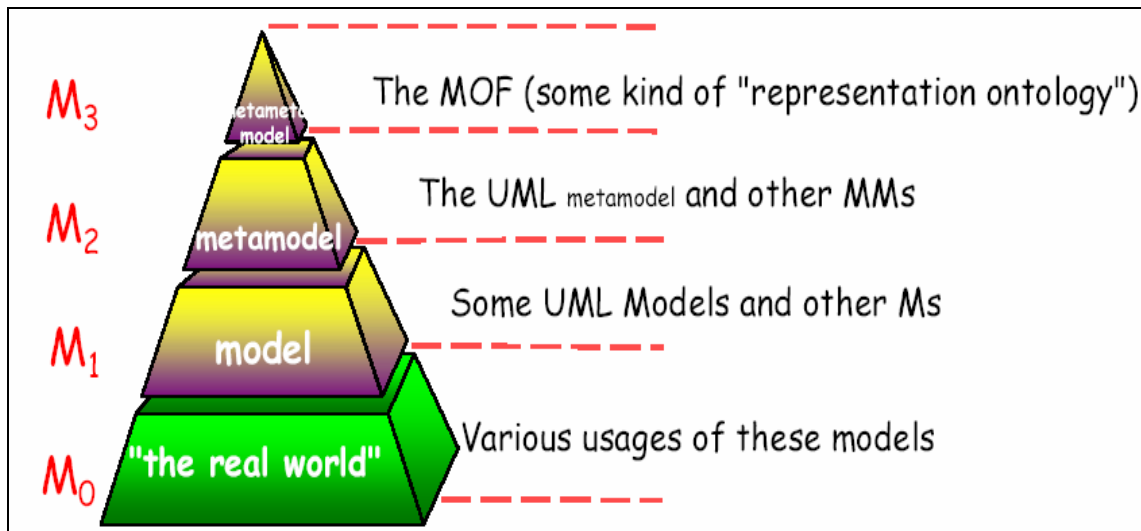 M3
metameta
model
The MOF (some kind of "representation ontology")
M2
metamodel
The UML metamodel and other MMs
M1
model
Some UML Models and other Ms
M0
"the real world"
Various usages of these models